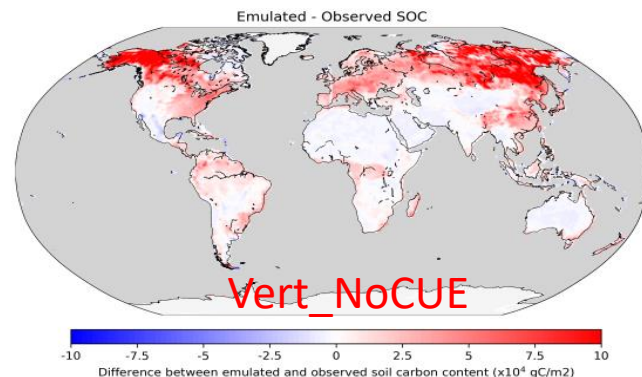 Emulated - Observed SOC
Vert_NoCUE
-10 -7.5 -5 -2.5 0 2.5 5 7.5 10
Difference between emulated and observed soil carbon content (x10⁴ gC/m2)